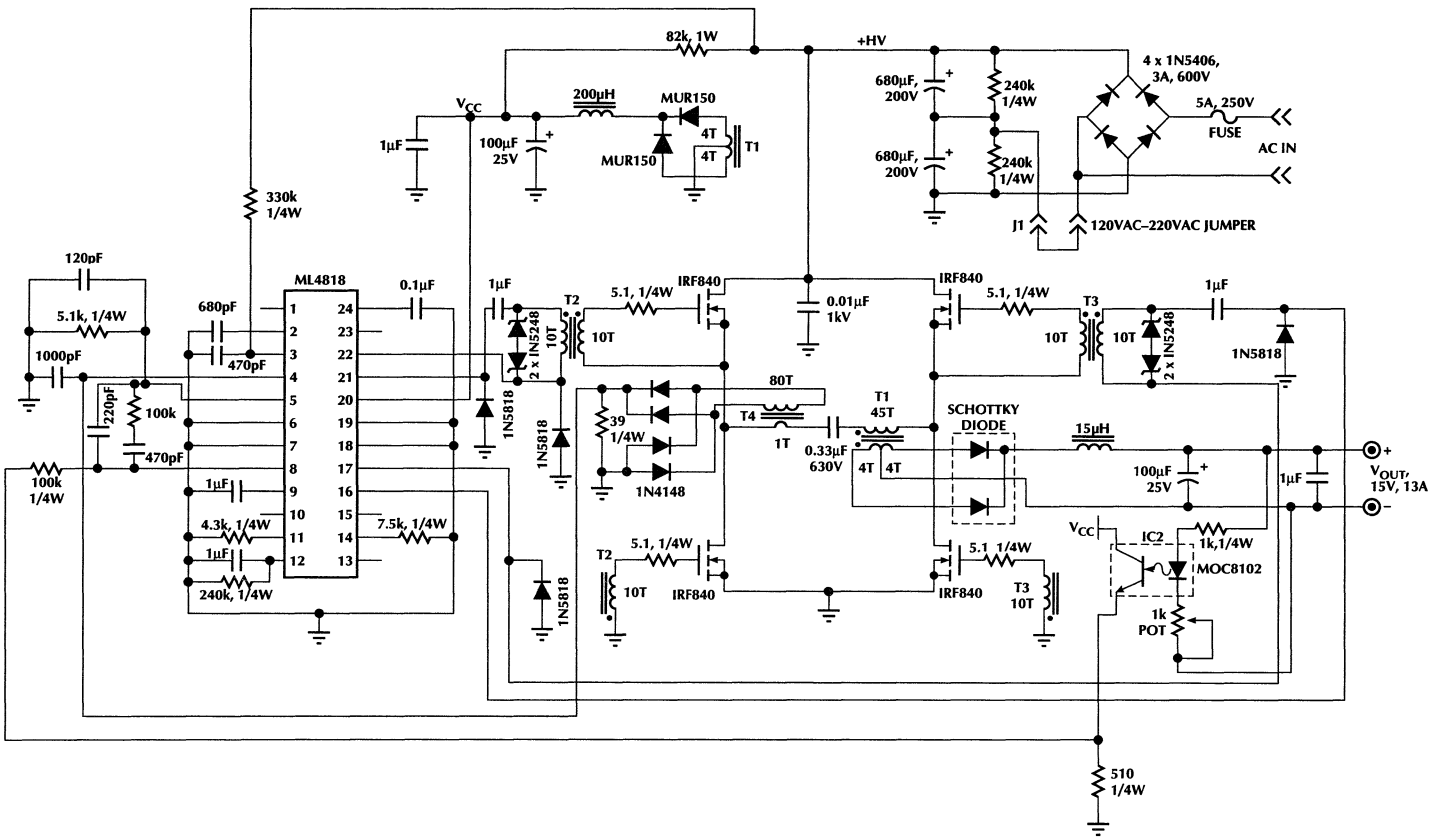 82k, 1W
+HV
4 x 1N5406,
3A, 600V
680µF,
200V
240k
1/4W
5A, 250V
FUSE
AC IN
680µF,
200V
240k
1/4W
J1
120VAC–220VAC JUMPER
VCC
200µH
MUR150
1µF
100µF
25V
+
MUR150
4T
4T
T1
+
+
330k
1/4W
120pF
5.1k, 1/4W
1000pF
680pF
470pF
220pF
100k
470pF
100k
1/4W
1µF
4.3k, 1/4W
1µF
240k, 1/4W
ML4818
1
2
3
4
5
6
7
8
9
10
11
12
24
23
22
21
20
19
18
17
16
15
14
13
0.1µF
7.5k, 1/4W
1µF
2 x IN5248
1N5818
1N5818
1N5818
T2
10T
10T
5.1, 1/4W
IRF840
0.01µF
1kV
IRF840
5.1, 1/4W
T3
10T
10T
1µF
2 x IN5248
1N5818
39
1/4W
1N4148
80T
T4
1T
0.33µF
630V
T1
45T
4T
4T
SCHOTTKY
DIODE
15µH
100µF
25V
+
1µF
+
VOUT,
15V, 13A
–
T2
10T
5.1, 1/4W
IRF840
IRF840
5.1 1/4W
T3
10T
VCC
IC2
1k,1/4W
MOC8102
1k
POT
510
1/4W